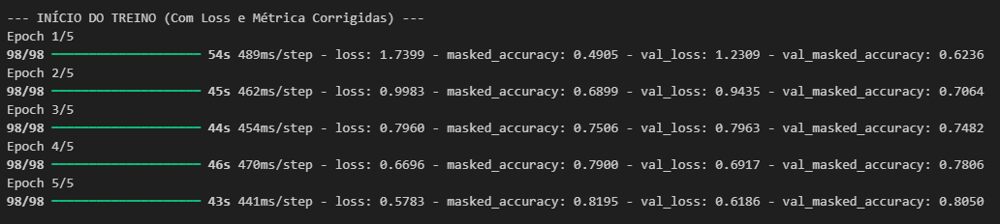 --- INÍCIO DO TREINO (Com Loss e Métrica Corrigidas) ---
Epoch 1/5
98/98 ━━━━━━━━━━━━━━━━━━━━ 54s 489ms/step - loss: 1.7399 - masked_accuracy: 0.4905 - val_loss: 1.2309 - val_masked_accuracy: 0.6236
Epoch 2/5
98/98 ━━━━━━━━━━━━━━━━━━━━ 45s 462ms/step - loss: 0.9983 - masked_accuracy: 0.6899 - val_loss: 0.9435 - val_masked_accuracy: 0.7064
Epoch 3/5
98/98 ━━━━━━━━━━━━━━━━━━━━ 44s 454ms/step - loss: 0.7960 - masked_accuracy: 0.7506 - val_loss: 0.7963 - val_masked_accuracy: 0.7482
Epoch 4/5
98/98 ━━━━━━━━━━━━━━━━━━━━ 46s 470ms/step - loss: 0.6696 - masked_accuracy: 0.7900 - val_loss: 0.6917 - val_masked_accuracy: 0.7806
Epoch 5/5
98/98 ━━━━━━━━━━━━━━━━━━━━ 43s 441ms/step - loss: 0.5783 - masked_accuracy: 0.8195 - val_loss: 0.6186 - val_masked_accuracy: 0.8050